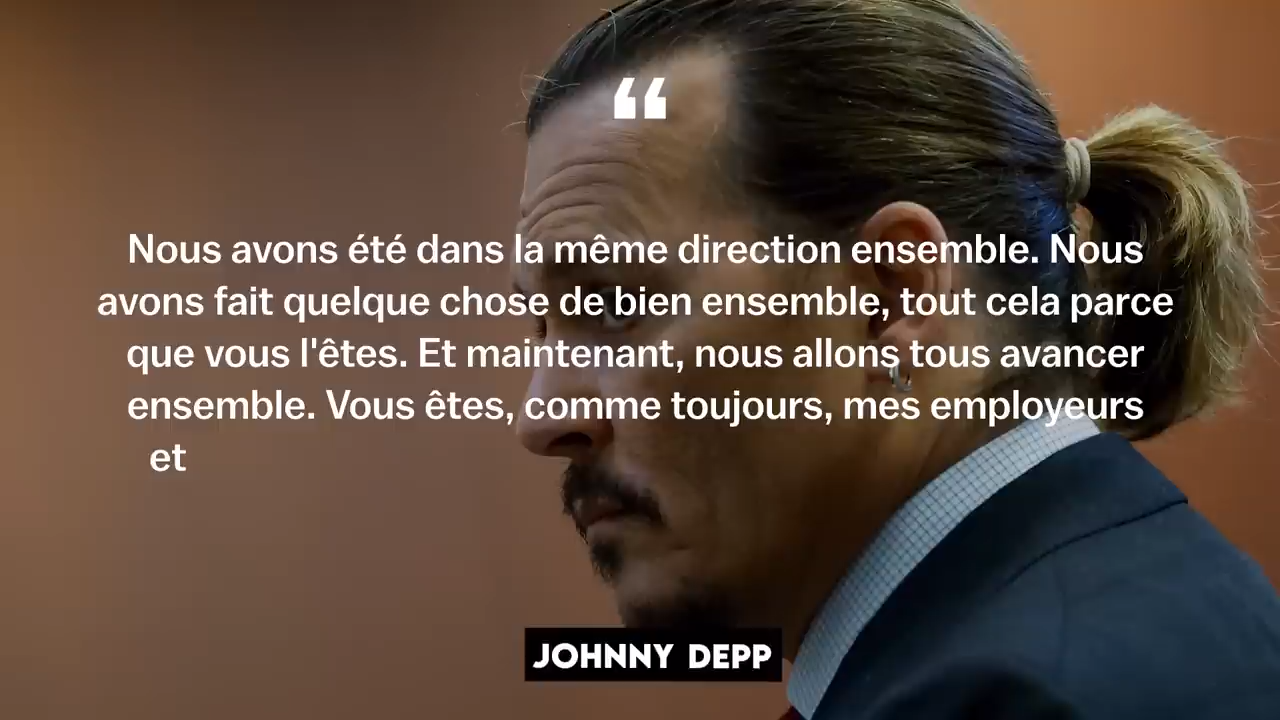 “
Nous avons été dans la même direction ensemble. Nous
avons fait quelque chose de bien ensemble, tout cela parce
que vous l'êtes. Et maintenant, nous allons tous avancer
ensemble. Vous êtes, comme toujours, mes employeurs
et
JOHNNY DEPP